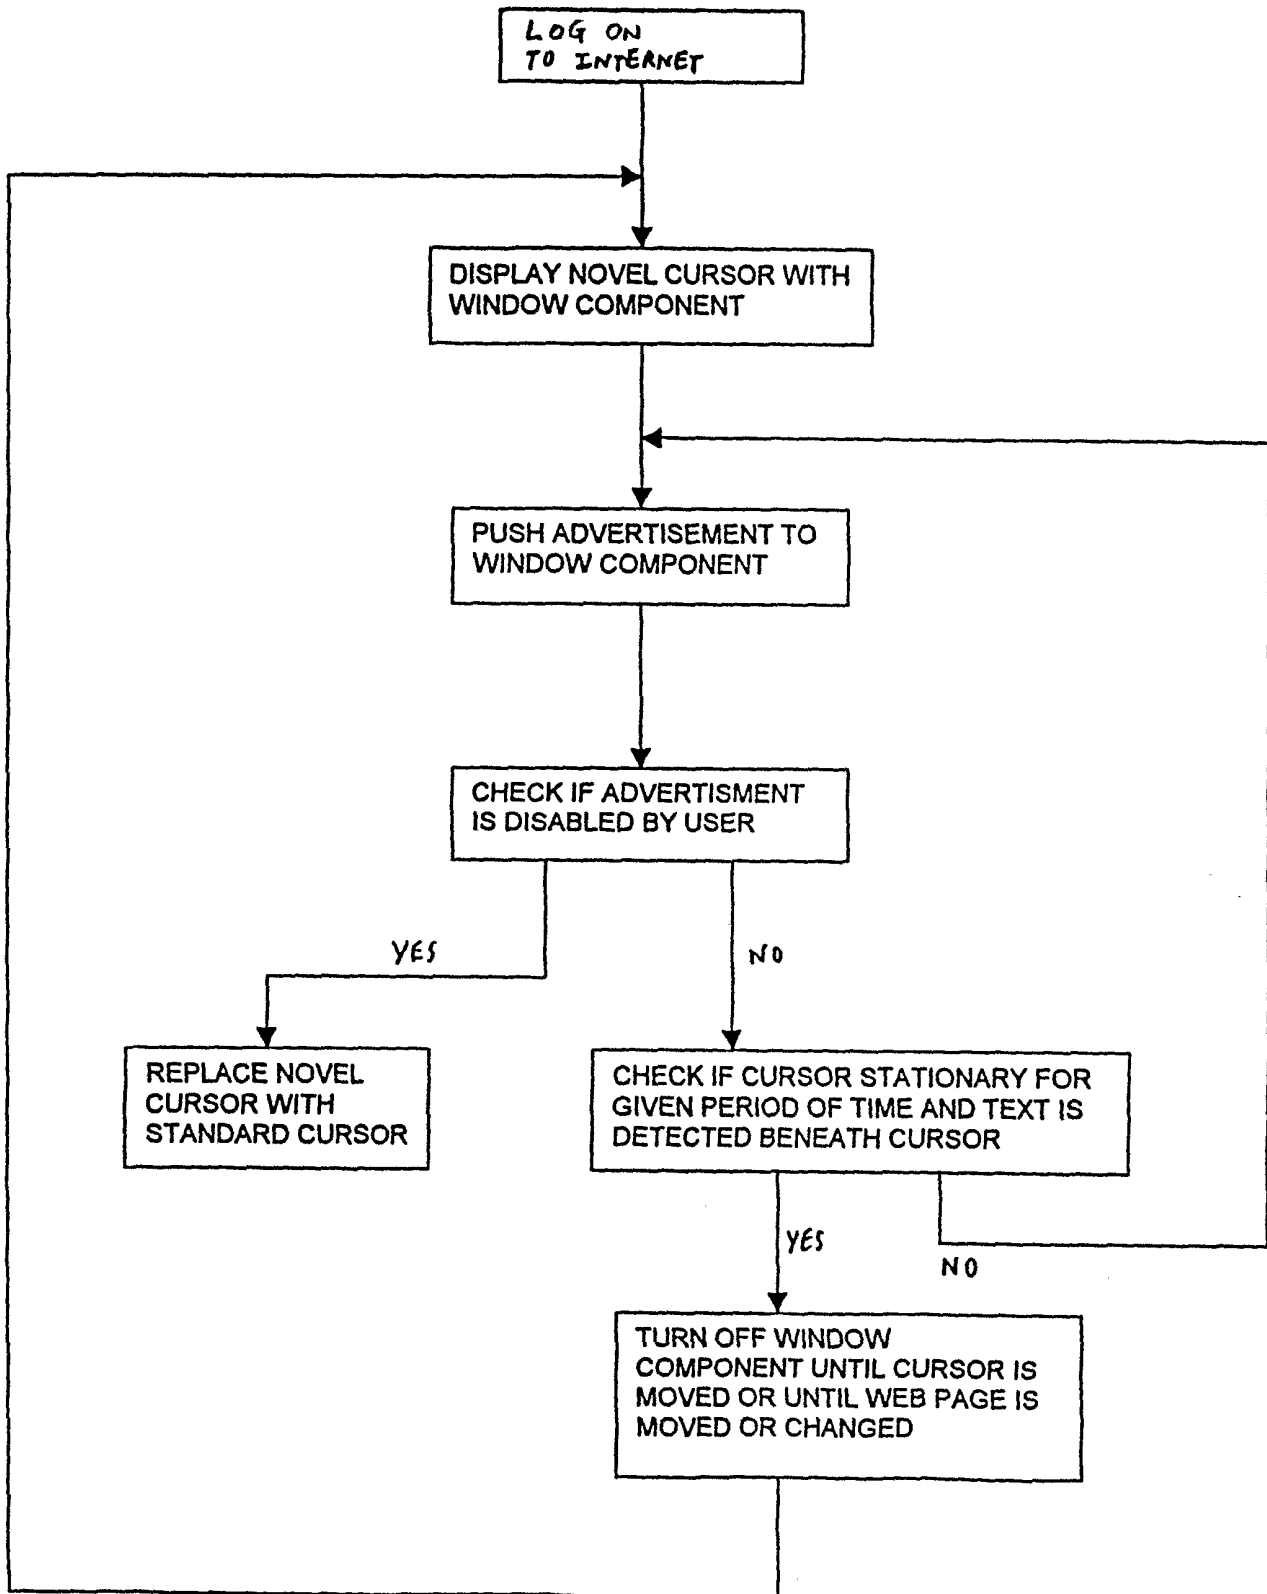 LOG ON
TO INTERNET
DISPLAY NOVEL CURSOR WITH
WINDOW COMPONENT
PUSH ADVERTISEMENT TO
WINDOW COMPONENT
CHECK IF ADVERTISMENT
IS DISABLED BY USER
YES
NO
REPLACE NOVEL
CURSOR WITH
STANDARD CURSOR
CHECK IF CURSOR STATIONARY FOR
GIVEN PERIOD OF TIME AND TEXT IS
DETECTED BENEATH CURSOR
YES
NO
TURN OFF WINDOW
COMPONENT UNTIL CURSOR IS
MOVED OR UNTIL WEB PAGE IS
MOVED OR CHANGED